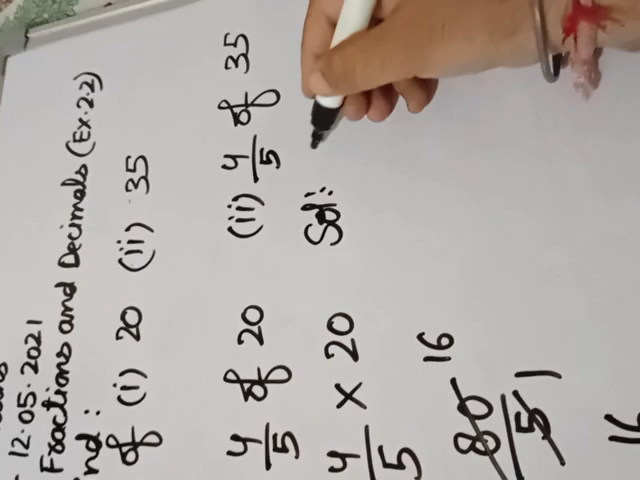 12.05.2021
Fractions and Decimals (Ex.2.2)
nd :
of (i) 20 (ii) 35
4/5 of 20 (ii) 4/5 of 35
4/5 x 20 Sol:
80/5 16 1
16